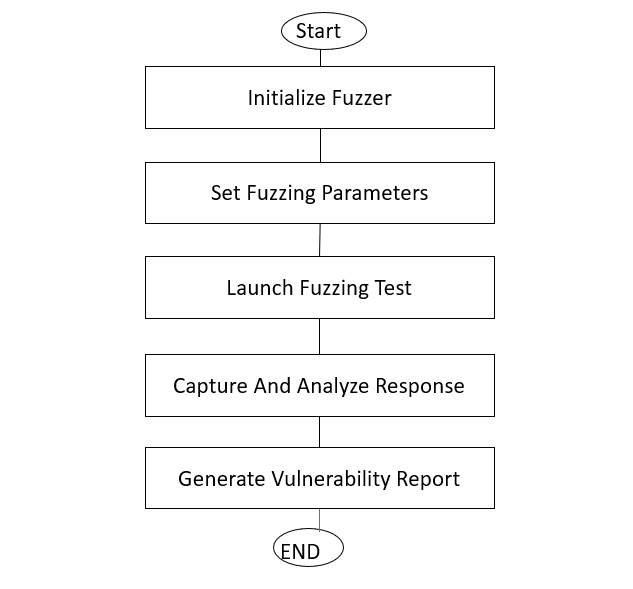 Start
Initialize Fuzzer
Set Fuzzing Parameters
Launch Fuzzing Test
Capture And Analyze Response
Generate Vulnerability Report
END